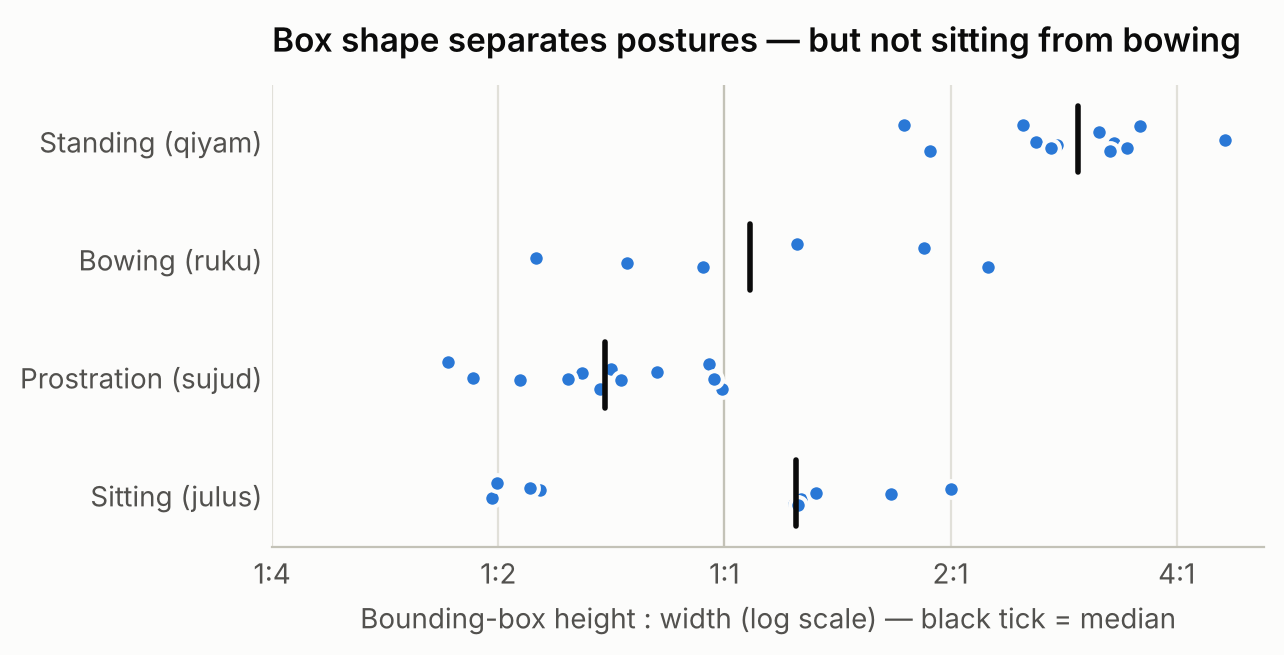 Box shape separates postures — but not sitting from bowing
Standing (qiyam)
Bowing (ruku)
Prostration (sujud)
Sitting (julus)
1:4 1:2 1:1 2:1 4:1
Bounding-box height : width (log scale) — black tick = median